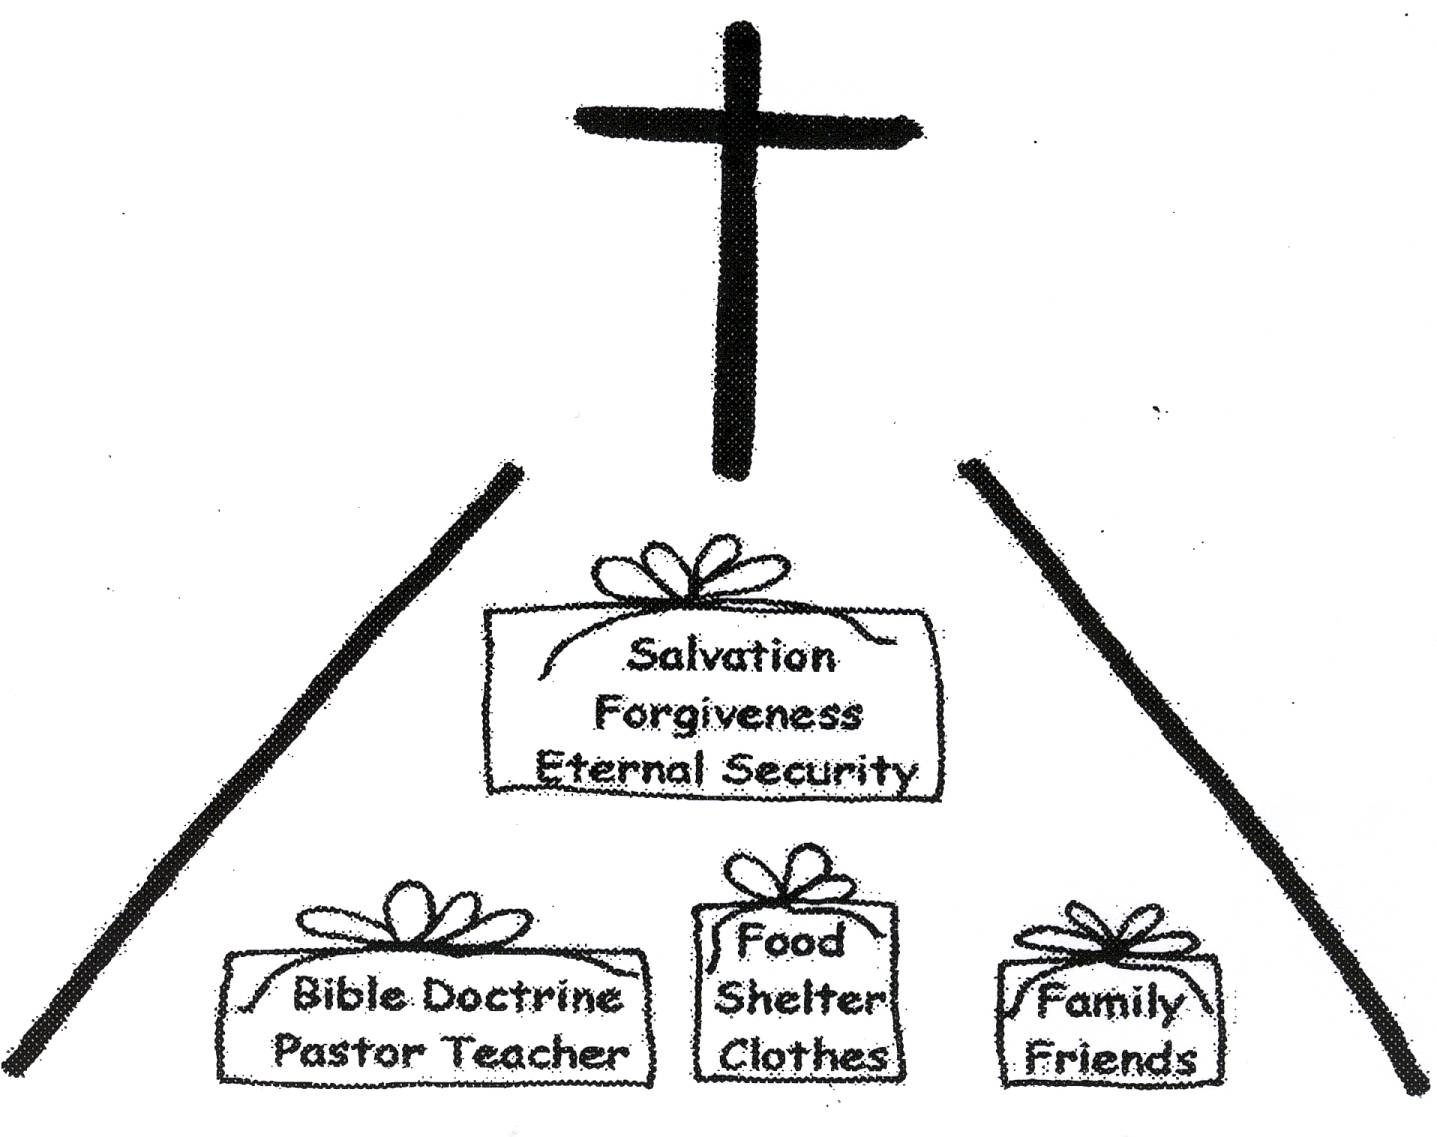 Salvation
Forgiveness
Eternal Security
Bible Doctrine
Pastor Teacher
Food
Shelter
Clothes
Family
Friends